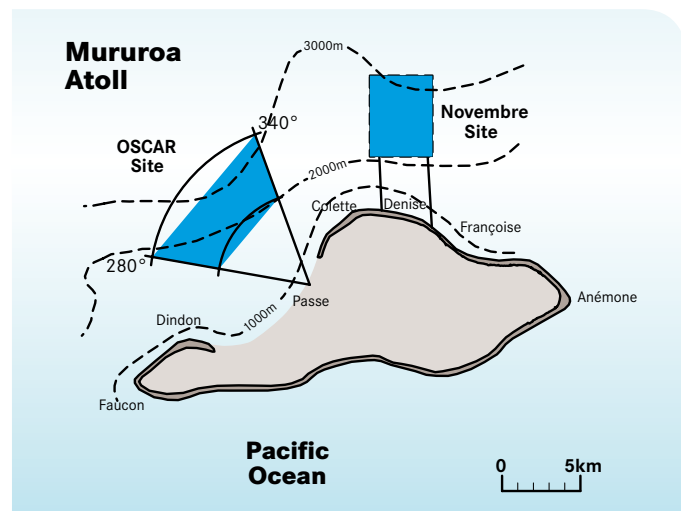 Mururoa
Atoll
3000m
340°
OSCAR
Site
Novembre
Site
2000m
Colette
Denise
Françoise
280°
Passe
Anémone
1000m
Dindon
Faucon
Pacific
Ocean
0 5km